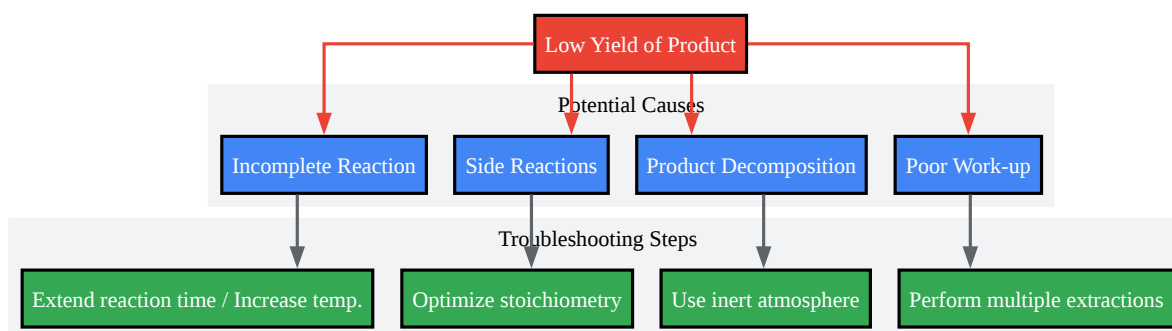 Low Yield of Product
Potential Causes
Incomplete Reaction
Side Reactions
Product Decomposition
Poor Work-up
Troubleshooting Steps
Extend reaction time / Increase temp.
Optimize stoichiometry
Use inert atmosphere
Perform multiple extractions